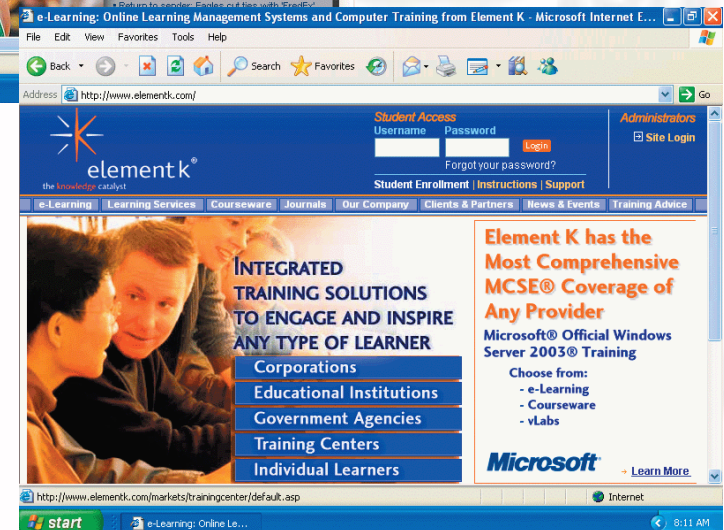 • Return to sender: Eagles cut ties with 'FredEx'
e-Learning: Online Learning Management Systems and Computer Training from Element K - Microsoft Internet E...
File Edit View Favorites Tools Help
Back Search Favorites
Address http://www.elementk.com/ Go
Student Access
Username Password
Login
Forgot your password?
Student Enrollment | Instructions | Support
Administrators
Site Login
elementk®
the knowledge catalyst
e-Learning Learning Services Courseware Journals Our Company Clients & Partners News & Events Training Advice
INTEGRATED
TRAINING SOLUTIONS
TO ENGAGE AND INSPIRE
ANY TYPE OF LEARNER
Corporations
Educational Institutions
Government Agencies
Training Centers
Individual Learners
Element K has the
Most Comprehensive
MCSE® Coverage of
Any Provider
Microsoft® Official Windows
Server 2003® Training
Choose from:
- e-Learning
- Courseware
- vLabs
Microsoft
→ Learn More
http://www.elementk.com/markets/trainingcenter/default.asp Internet
start e-Learning: Online Le... 8:11 AM